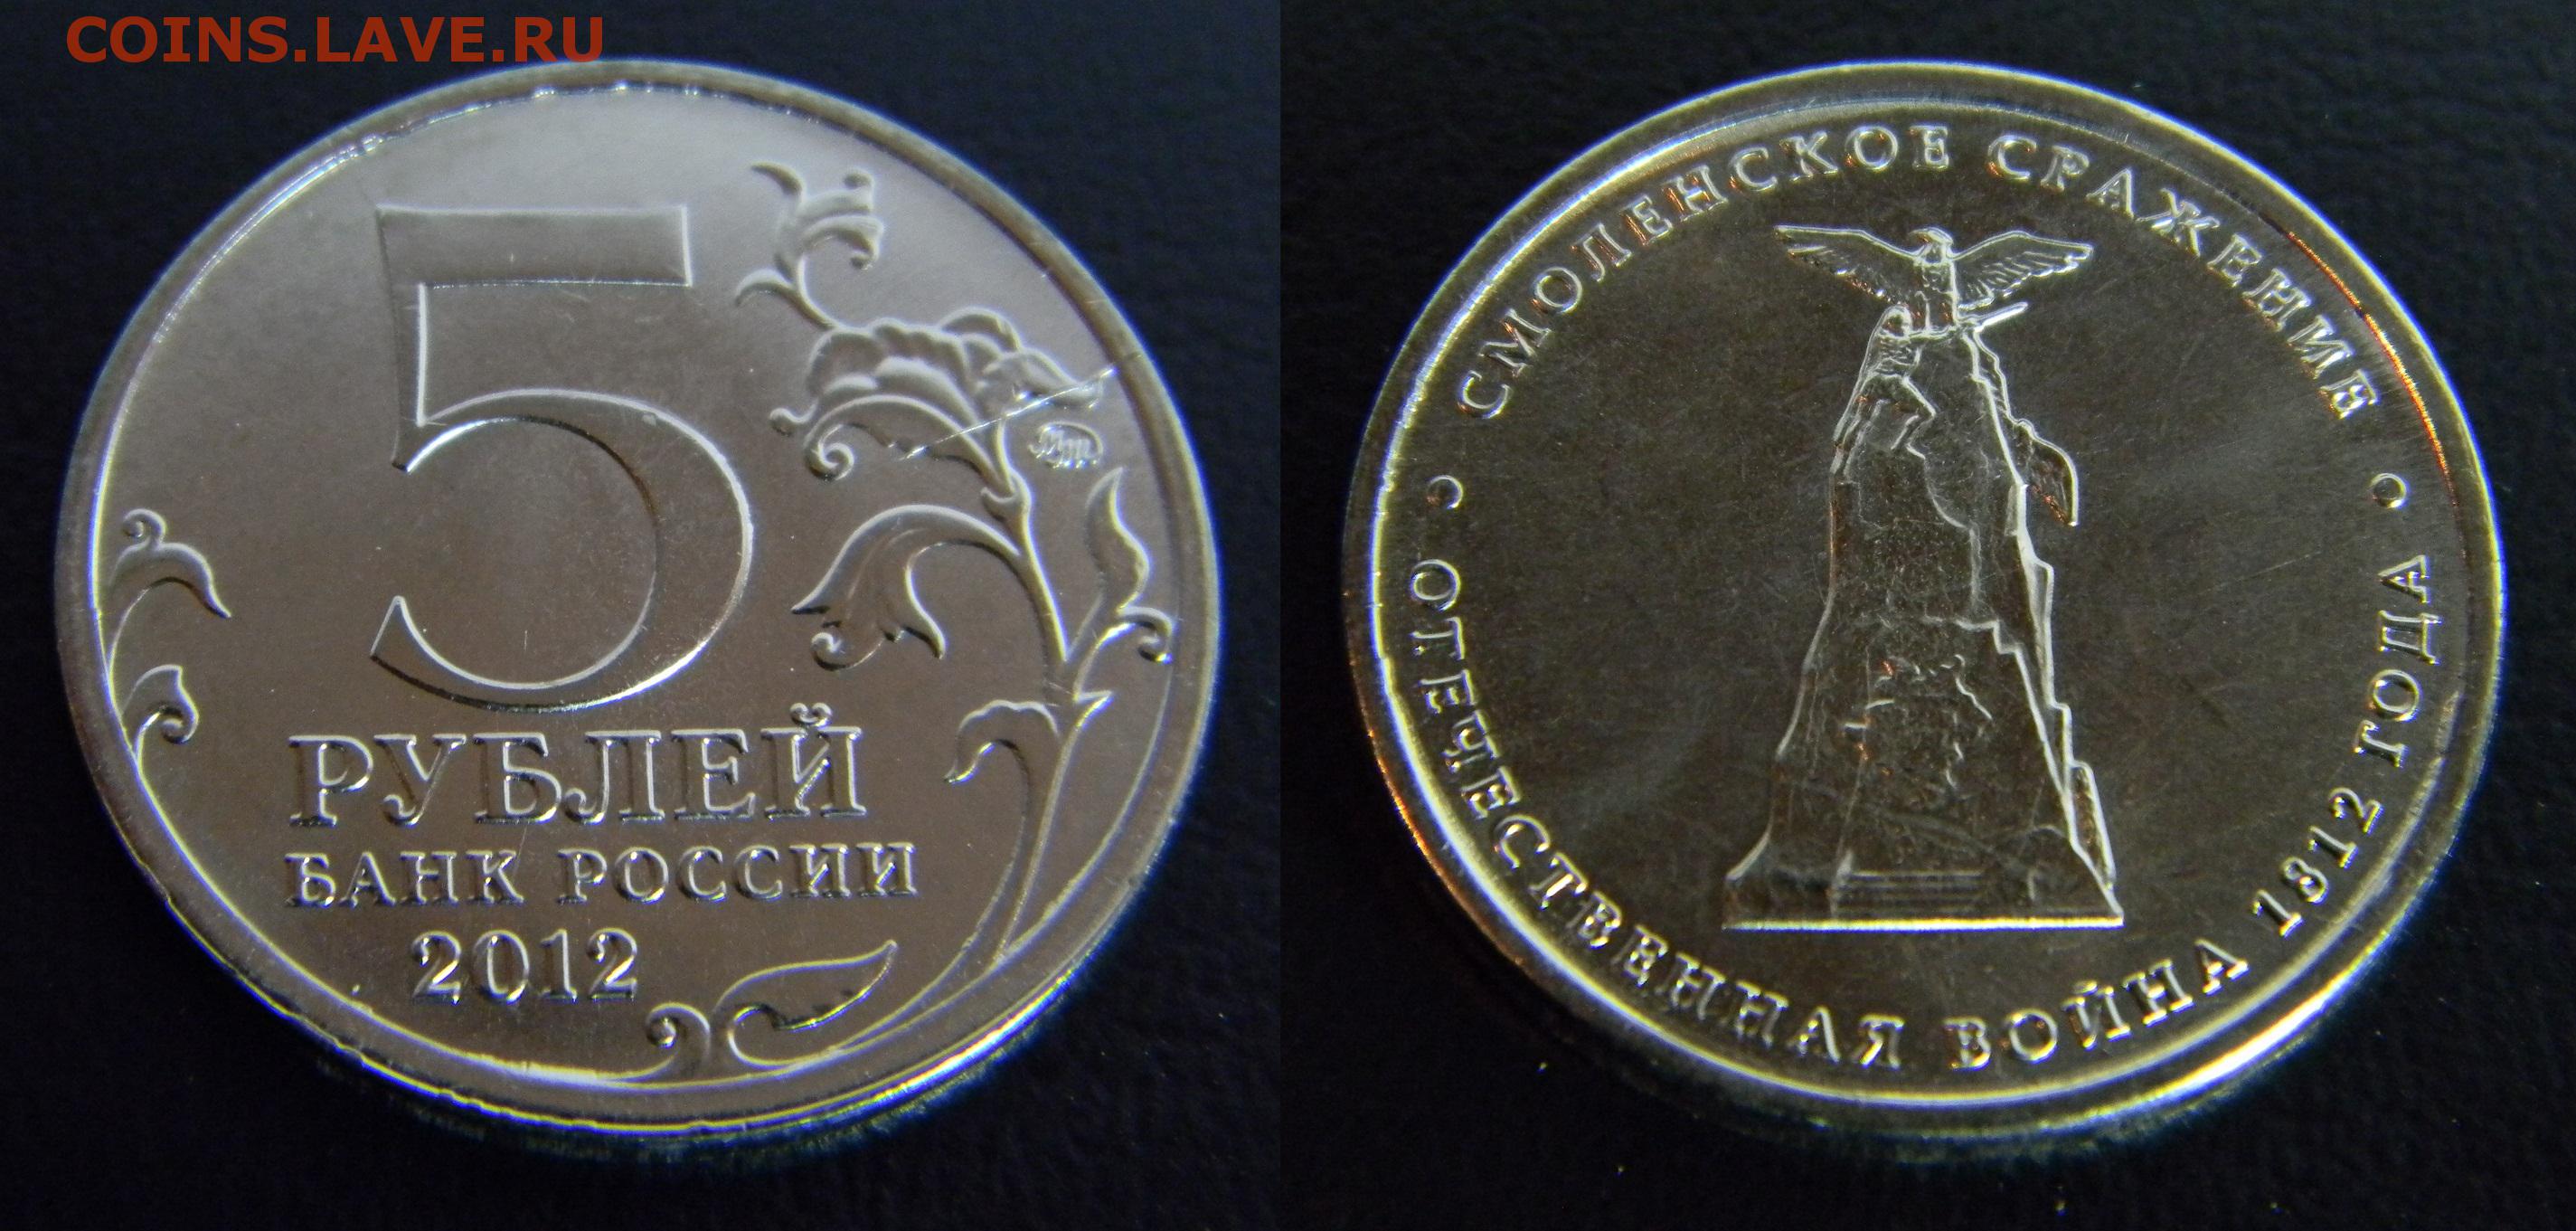 COINS.LAVE.RU
5
РУБЛЕЙ
БАНК РОССИИ
2012
СМОЛЕНСКОЕ СРАЖЕНИЕ
ОТЕЧЕСТВЕННАЯ ВОЙНА 1812 ГОДА